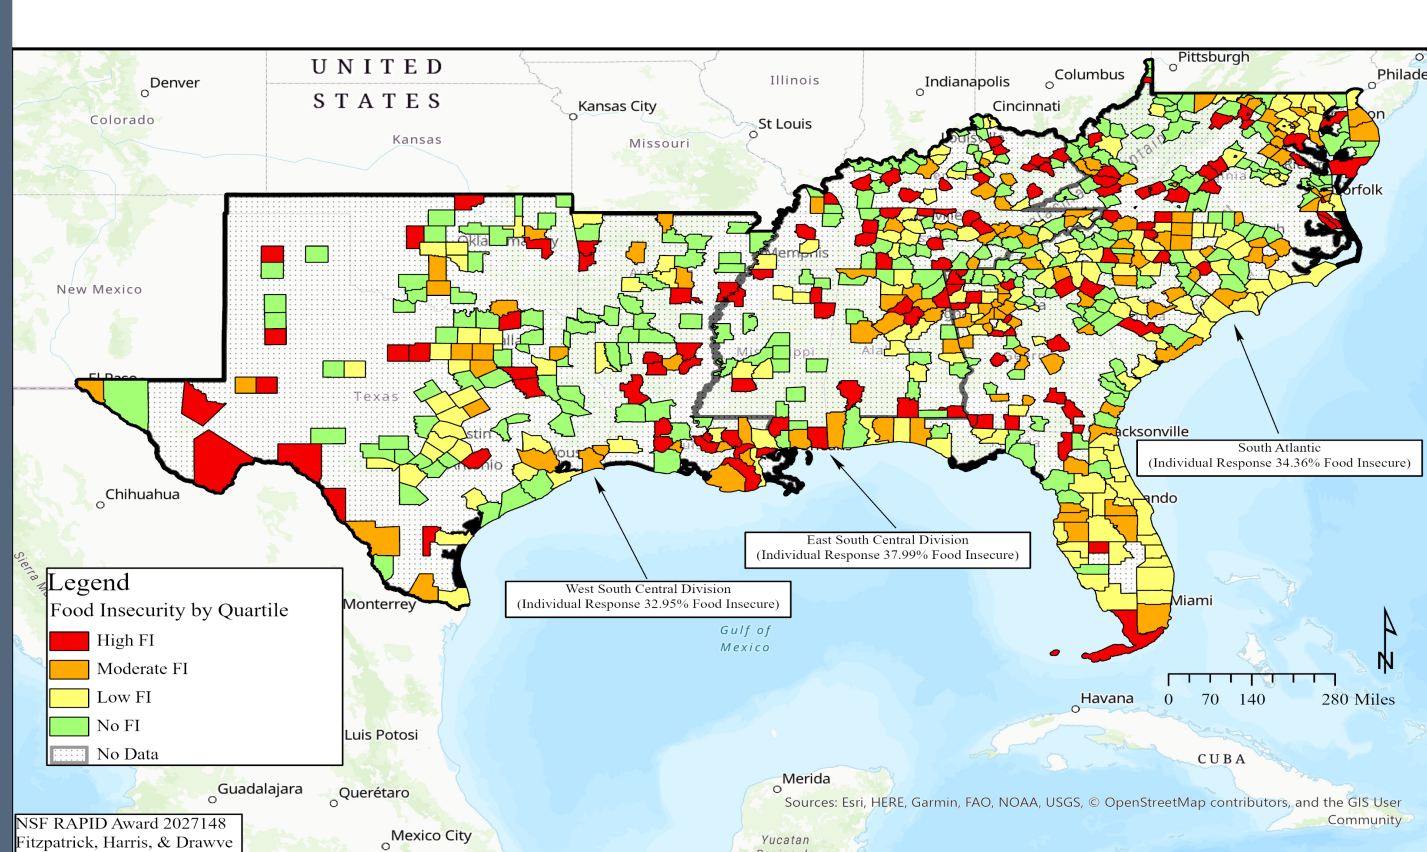 Pittsburgh
Denver
UNITED
STATES
Illinois
Indianapolis
Columbus
Philade
Colorado
Kansas City
Cincinnati
St Louis
Kansas
Missouri
Norfolk
Memphis
New Mexico
El Paso
Texas
Jacksonville
South Atlantic
(Individual Response 34.36% Food Insecure)
Chihuahua
East South Central Division
(Individual Response 37.99% Food Insecure)
West South Central Division
(Individual Response 32.95% Food Insecure)
Legend
Food Insecurity by Quartile
High FI
Moderate FI
Low FI
No FI
No Data
Monterrey
Miami
Gulf of
Mexico
N
0 70 140 280 Miles
Havana
Luis Potosi
CUBA
Guadalajara
Querétaro
Merida
Sources: Esri, HERE, Garmin, FAO, NOAA, USGS, © OpenStreetMap contributors, and the GIS User
Community
NSF RAPID Award 2027148
Fitzpatrick, Harris, & Drawve
Mexico City
Yucatan